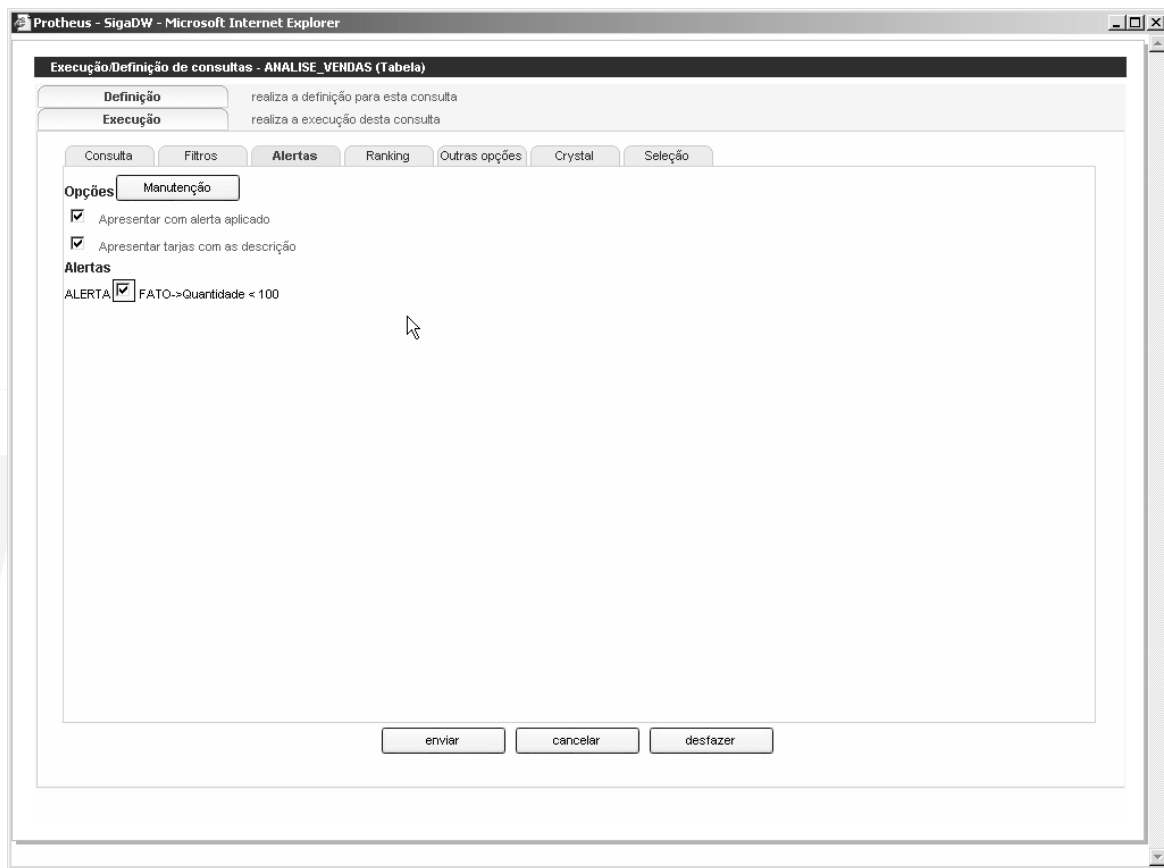 Protheus - SigaDW - Microsoft Internet Explorer
Execução/Definição de consultas - ANALISE_VENDAS (Tabela)
Definição realiza a definição para esta consulta
Execução realiza a execução desta consulta
Consulta Filtros Alertas Ranking Outras opções Crystal Seleção
Opções Manutenção
Apresentar com alerta aplicado
Apresentar tarjas com as descrição
Alertas
ALERTA FATO->Quantidade < 100
enviar cancelar desfazer